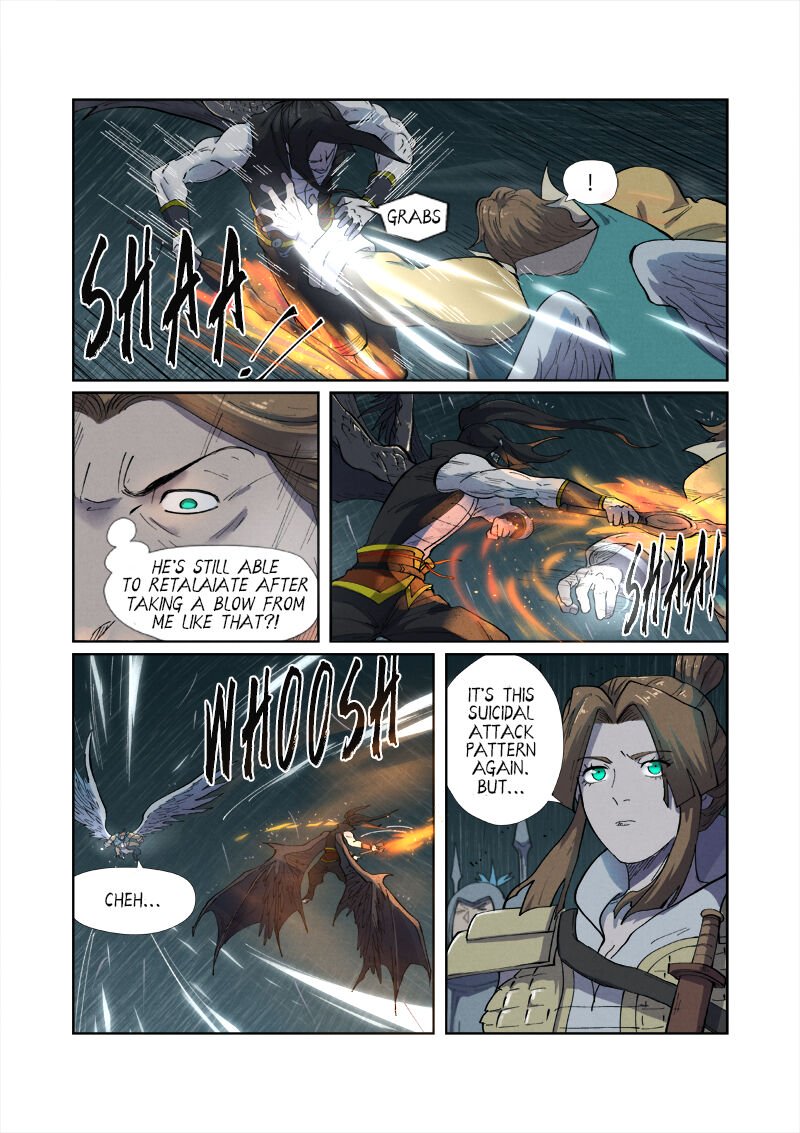 !
GRABS
SHAA!!
HE'S STILL ABLE
TO RETALAIATE AFTER
TAKING A BLOW FROM
ME LIKE THAT?!
SHAA!
WHOOSH
CHEH...
IT'S THIS
SUICIDAL
ATTACK
PATTERN
AGAIN.
BUT...